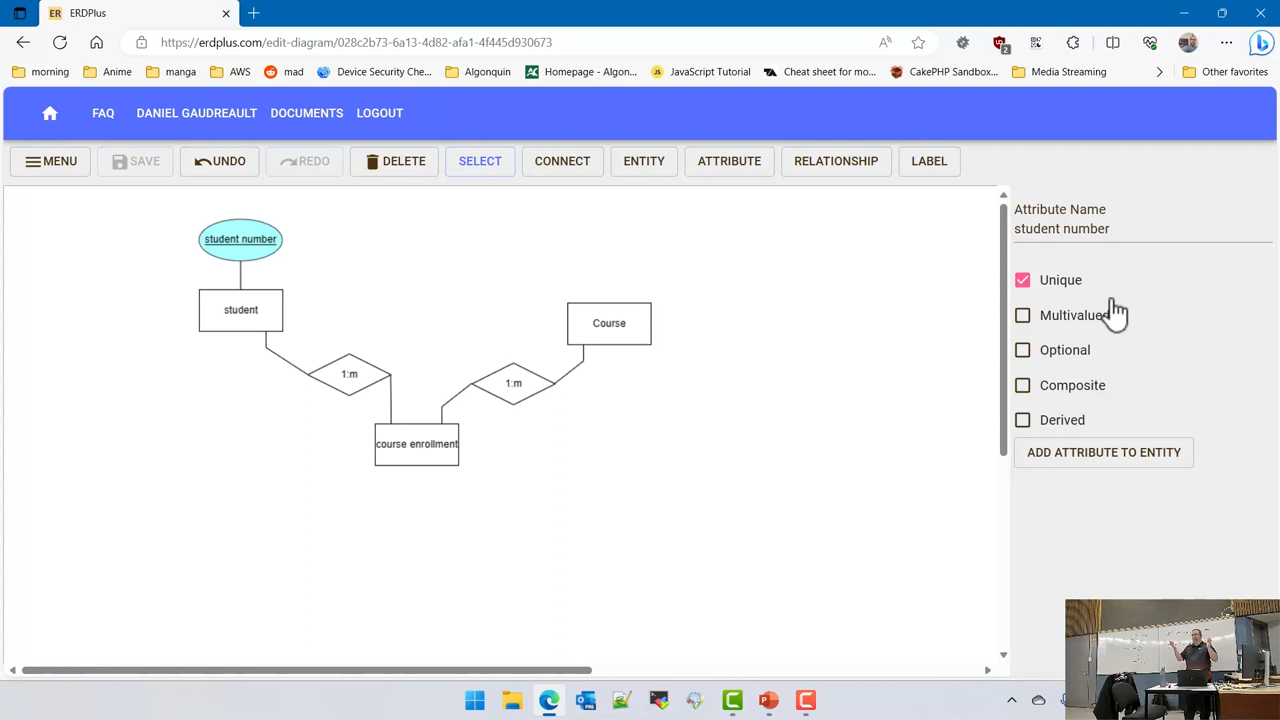 ER ERDPlus
https://erdplus.com/edit-diagram/028c2b73-6a13-4d82-afa1-4f445d930673
2
morning Anime manga AWS mad Device Security Che... Algonquin Homepage - Algon... JavaScript Tutorial Cheat sheet for mo... CakePHP Sandbox... Media Streaming Other favorites
FAQ DANIEL GAUDREAULT DOCUMENTS LOGOUT
MENU SAVE UNDO REDO DELETE SELECT CONNECT ENTITY ATTRIBUTE RELATIONSHIP LABEL
student number
student
Course
1:m
1:m
course enrollment
Attribute Name
student number
Unique
Multivalued
Optional
Composite
Derived
ADD ATTRIBUTE TO ENTITY